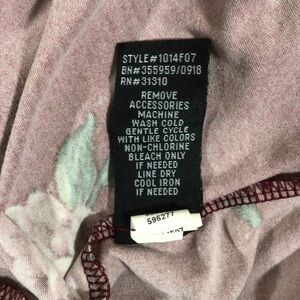 STYLE#1014F07
BN#355959/0918
RN#31310
REMOVE
ACCESSORIES
MACHINE
WASH COLD
GENTLE CYCLE
WITH LIKE COLORS
NON-CHLORINE
BLEACH ONLY
IF NEEDED
LINE DRY
COOL IRON
IF NEEDED
596277